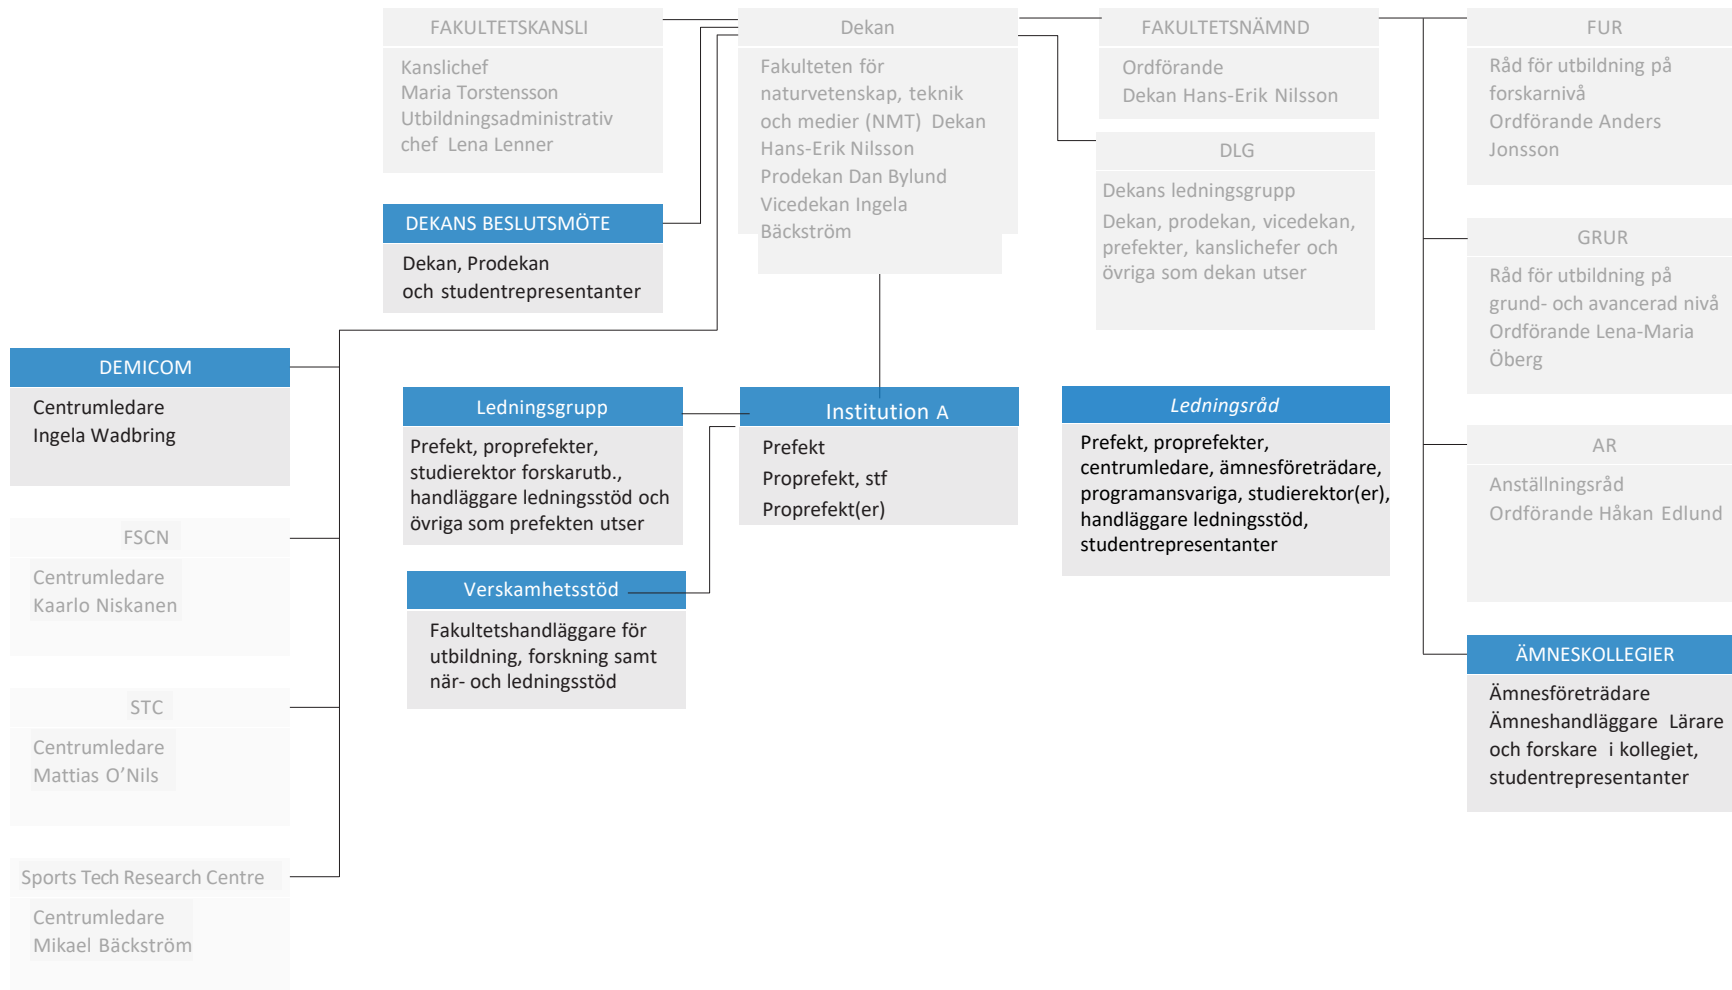 FAKULTETSKANSLI
Kanslichef
Maria Torstensson
Utbildningsadministrativ
chef Lena Lenner
Dekan
Fakulteten för
naturvetenskap, teknik
och medier (NMT) Dekan
Hans-Erik Nilsson
Prodekan Dan Bylund
Vicedekan Ingela
Bäckström
FAKULTETSNÄMND
Ordförande
Dekan Hans-Erik Nilsson
FUR
Råd för utbildning på
forskarnivå
Ordförande Anders
Jonsson
DLG
Dekans ledningsgrupp
Dekan, prodekan, vicedekan,
prefekter, kanslichefer och
övriga som dekan utser
DEKANS BESLUTSMÖTE
Dekan, Prodekan
och studentrepresentanter
GRUR
Råd för utbildning på
grund- och avancerad nivå
Ordförande Lena-Maria
Öberg
DEMICOM
Centrumledare
Ingela Wadbring
Ledningsgrupp
Prefekt, proprefekter,
studierektor forskarutb.,
handläggare ledningsstöd och
övriga som prefekten utser
Institution A
Prefekt
Proprefekt, stf
Proprefekt(er)
Ledningsråd
Prefekt, proprefekter,
centrumledare, ämnesföreträdare,
programansvariga, studierektor(er),
handläggare ledningsstöd,
studentrepresentanter
AR
Anställningsråd
Ordförande Håkan Edlund
FSCN
Centrumledare
Kaarlo Niskanen
Verskamhetsstöd
Fakultetshandläggare för
utbildning, forskning samt
när- och ledningsstöd
ÄMNESKOLLEGIER
Ämnesföreträdare
Ämneshandläggare Lärare
och forskare i kollegiet,
studentrepresentanter
STC
Centrumledare
Mattias O’Nils
Sports Tech Research Centre
Centrumledare
Mikael Bäckström